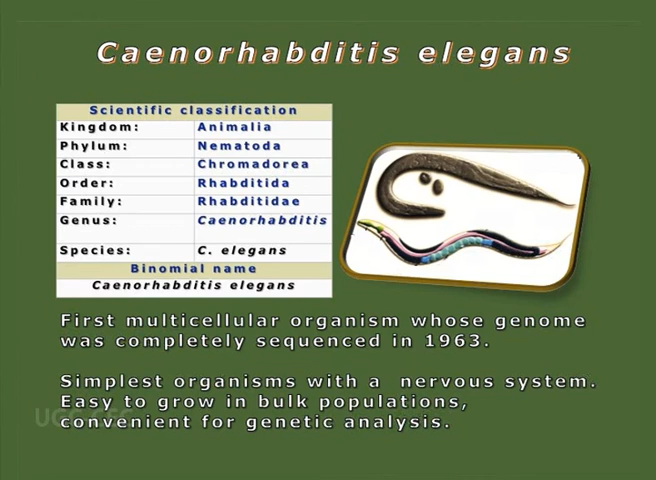 Caenorhabditis elegans
Scientific classification
Kingdom: Animalia
Phylum: Nematoda
Class: Chromadorea
Order: Rhabditida
Family: Rhabditidae
Genus: Caenorhabditis
Species: C. elegans
Binomial name
Caenorhabditis elegans
First multicellular organism whose genome
was completely sequenced in 1963.
Simplest organisms with a nervous system.
Easy to grow in bulk populations,
UGC CEC
convenient for genetic analysis.